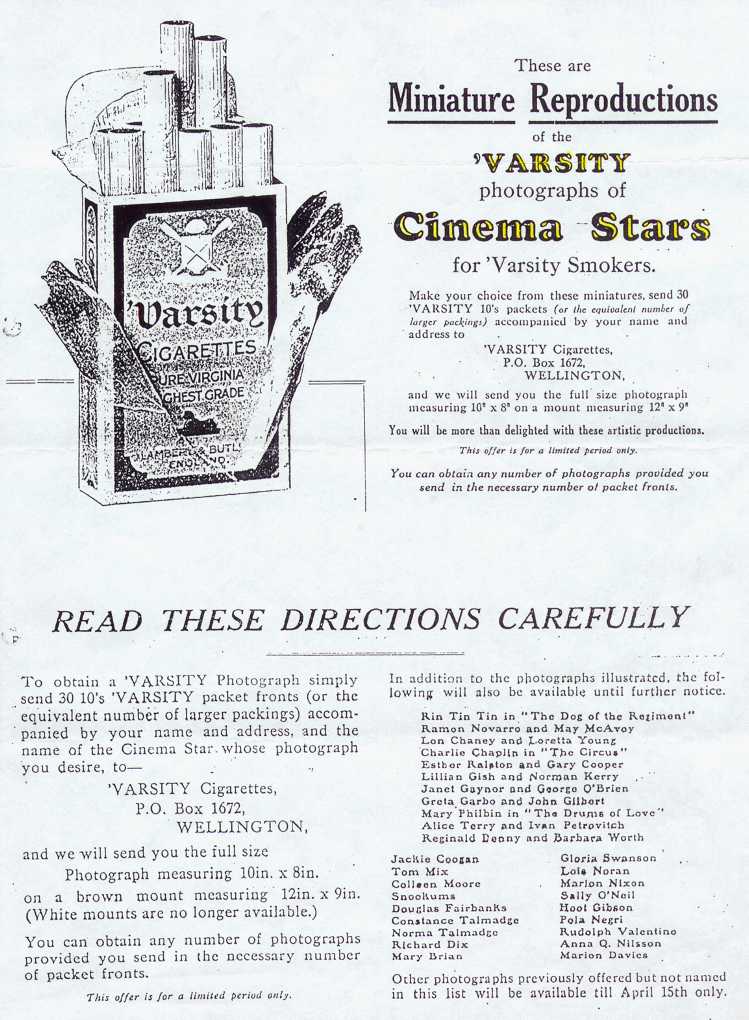 'Varsity
CIGARETTES
PURE VIRGINIA
GHEST GRADE
LAMBERT & BUTL
ENGLAND
These are
Miniature Reproductions
of the
'VARSITY
photographs of
Cinema Stars
for 'Varsity Smokers.
Make your choice from these miniatures, send 30
'VARSITY 10's packets (or the equivalent number of
larger packings) accompanied by your name and
address to
'VARSITY Cigarettes,
P.O. Box 1672,
WELLINGTON,
and we will send you the full size photograph
measuring 10" x 8" on a mount measuring 12" x 9"
You will be more than delighted with these artistic productions.
This offer is for a limited period only.
You can obtain any number of photographs provided you
send in the necessary number of packet fronts.
READ THESE DIRECTIONS CAREFULLY
To obtain a 'VARSITY Photograph simply
send 30 10's 'VARSITY packet fronts (or the
equivalent number of larger packings) accom-
panied by your name and address, and the
name of the Cinema Star whose photograph
you desire, to—
'VARSITY Cigarettes,
P.O. Box 1672,
WELLINGTON,
and we will send you the full size
Photograph measuring 10in. x 8in.
on a brown mount measuring 12in. x 9in.
(White mounts are no longer available.)
You can obtain any number of photographs
provided you send in the necessary number
of packet fronts.
This offer is for a limited period only.
In addition to the photographs illustrated, the fol-
lowing will also be available until further notice.
Rin Tin Tin in "The Dog of the Regiment"
Ramon Novarro and May McAvoy
Lon Chaney and Loretta Young
Charlie Chaplin in "The Circus"
Esther Ralston and Gary Cooper
Lillian Gish and Norman Kerry
Janet Gaynor and George O'Brien
Greta Garbo and John Gilbert
Mary Philbin in "The Drums of Love"
Alice Terry and Ivan Petrovitch
Reginald Denny and Barbara Worth
Jackie Coogan
Tom Mix
Colleen Moore
Snookums
Douglas Fairbanks
Constance Talmadge
Norma Talmadge
Richard Dix
Mary Brian
Gloria Swanson
Lois Noran
Marion Nixon
Sally O'Neil
Hoot Gibson
Pola Negri
Rudolph Valentino
Anna Q. Nilsson
Marion Davies
Other photographs previously offered but not named
in this list will be available till April 15th only.